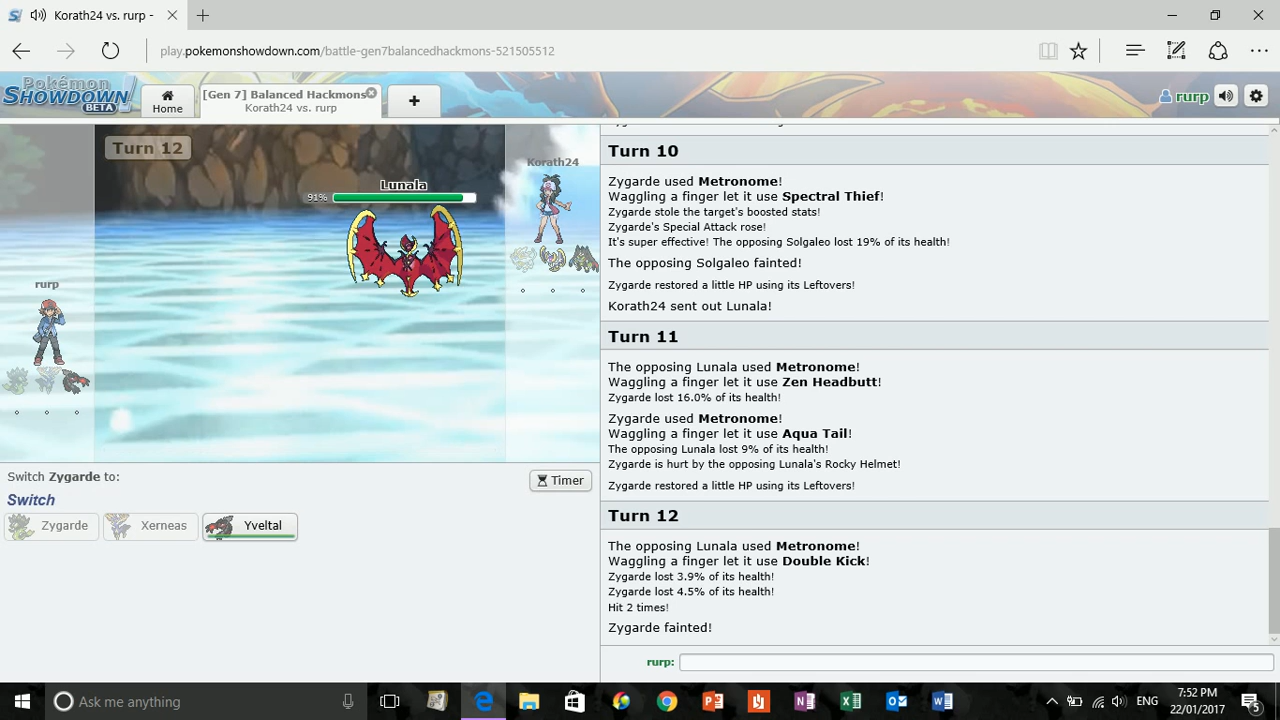 Korath24 vs. rurp -
play.pokemonshowdown.com/battle-gen7balancedhackmons-521505512
Pokémon
SHOWDOWN
BETA
Home
[Gen 7] Balanced Hackmons
Korath24 vs. rurp
rurp
Turn 12
Lunala
91%
Korath24
rurp
Switch Zygarde to:
Timer
Switch
Zygarde
Xerneas
Yveltal
Turn 10
Zygarde used Metronome!
Waggling a finger let it use Spectral Thief!
Zygarde stole the target's boosted stats!
Zygarde's Special Attack rose!
It's super effective! The opposing Solgaleo lost 19% of its health!
The opposing Solgaleo fainted!
Zygarde restored a little HP using its Leftovers!
Korath24 sent out Lunala!
Turn 11
The opposing Lunala used Metronome!
Waggling a finger let it use Zen Headbutt!
Zygarde lost 16.0% of its health!
Zygarde used Metronome!
Waggling a finger let it use Aqua Tail!
The opposing Lunala lost 9% of its health!
Zygarde is hurt by the opposing Lunala's Rocky Helmet!
Zygarde restored a little HP using its Leftovers!
Turn 12
The opposing Lunala used Metronome!
Waggling a finger let it use Double Kick!
Zygarde lost 3.9% of its health!
Zygarde lost 4.5% of its health!
Hit 2 times!
Zygarde fainted!
rurp:
Ask me anything
ENG
7:52 PM
22/01/2017
5